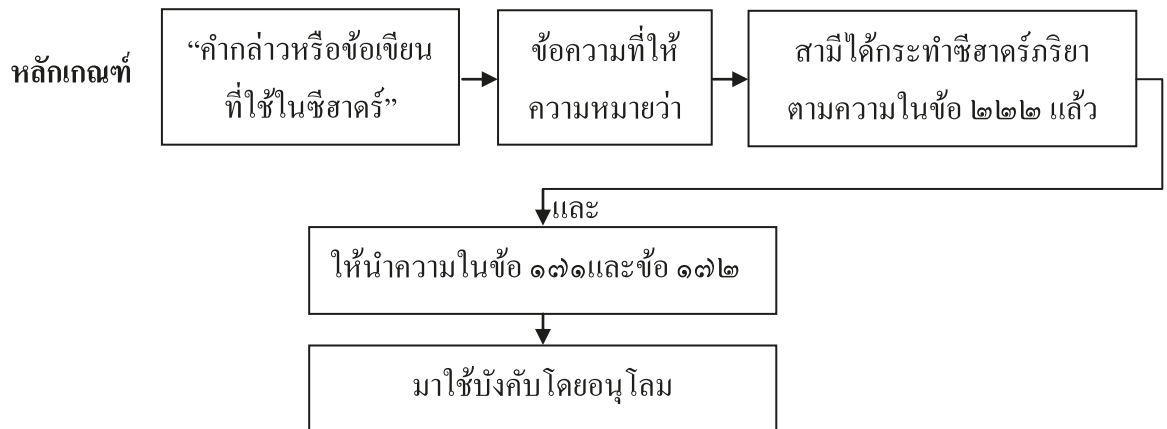 หลักเกณฑ์
“คำกล่าวหรือข้อเขียน
ที่ใช้ในซีฮาดร์”
ข้อความที่ให้
ความหมายว่า
สามีได้กระทำซีฮาดร์ภริยา
ตามความในข้อ ๒๒๒ แล้ว
และ
ให้นำความในข้อ ๑๗๑และข้อ ๑๗๒
มาใช้บังคับโดยอนุโลม